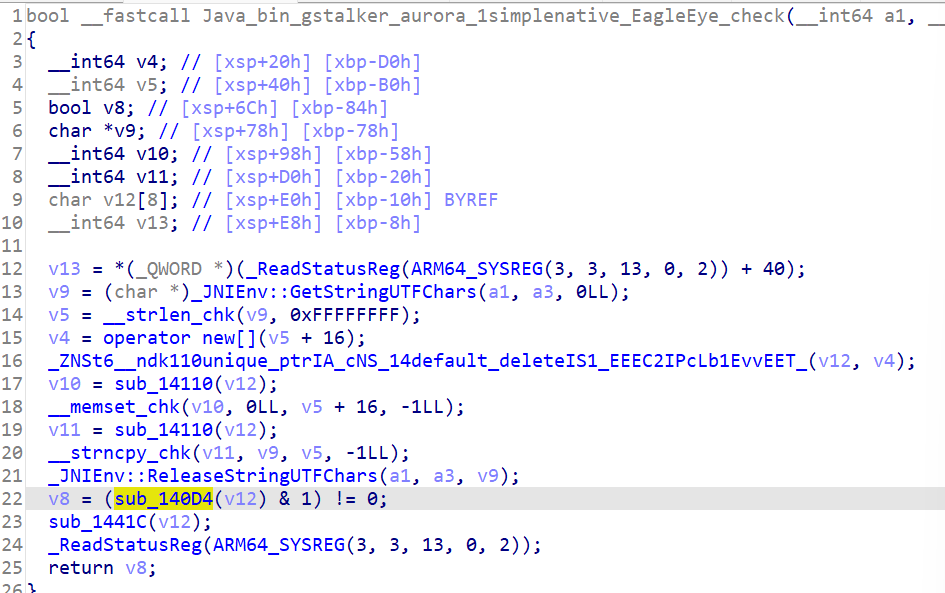 1 bool __fastcall Java_bin_gstalker_aurora_1simplenative_EagleEye_check(__int64 a1, __
2 {
3 __int64 v4; // [xsp+20h] [xbp-D0h]
4 __int64 v5; // [xsp+40h] [xbp-B0h]
5 bool v8; // [xsp+6Ch] [xbp-84h]
6 char *v9; // [xsp+78h] [xbp-78h]
7 __int64 v10; // [xsp+98h] [xbp-58h]
8 __int64 v11; // [xsp+D0h] [xbp-20h]
9 char v12[8]; // [xsp+E0h] [xbp-10h] BYREF
10 __int64 v13; // [xsp+E8h] [xbp-8h]
11
12 v13 = *(_QWORD *)(_ReadStatusReg(ARM64_SYSREG(3, 3, 13, 0, 2)) + 40);
13 v9 = (char *)_JNIEnv::GetStringUTFChars(a1, a3, 0LL);
14 v5 = __strlen_chk(v9, 0xFFFFFFFF);
15 v4 = operator new[](v5 + 16);
16 _ZNSt6__ndk110unique_ptrIA_cNS_14default_deleteIS1_EEEC2IPcLb1EvvEET_(v12, v4);
17 v10 = sub_14110(v12);
18 __memset_chk(v10, 0LL, v5 + 16, -1LL);
19 v11 = sub_14110(v12);
20 __strncpy_chk(v11, v9, v5, -1LL);
21 _JNIEnv::ReleaseStringUTFChars(a1, a3, v9);
22 v8 = (sub_140D4(v12) & 1) != 0;
23 sub_1441C(v12);
24 _ReadStatusReg(ARM64_SYSREG(3, 3, 13, 0, 2));
25 return v8;
26 }